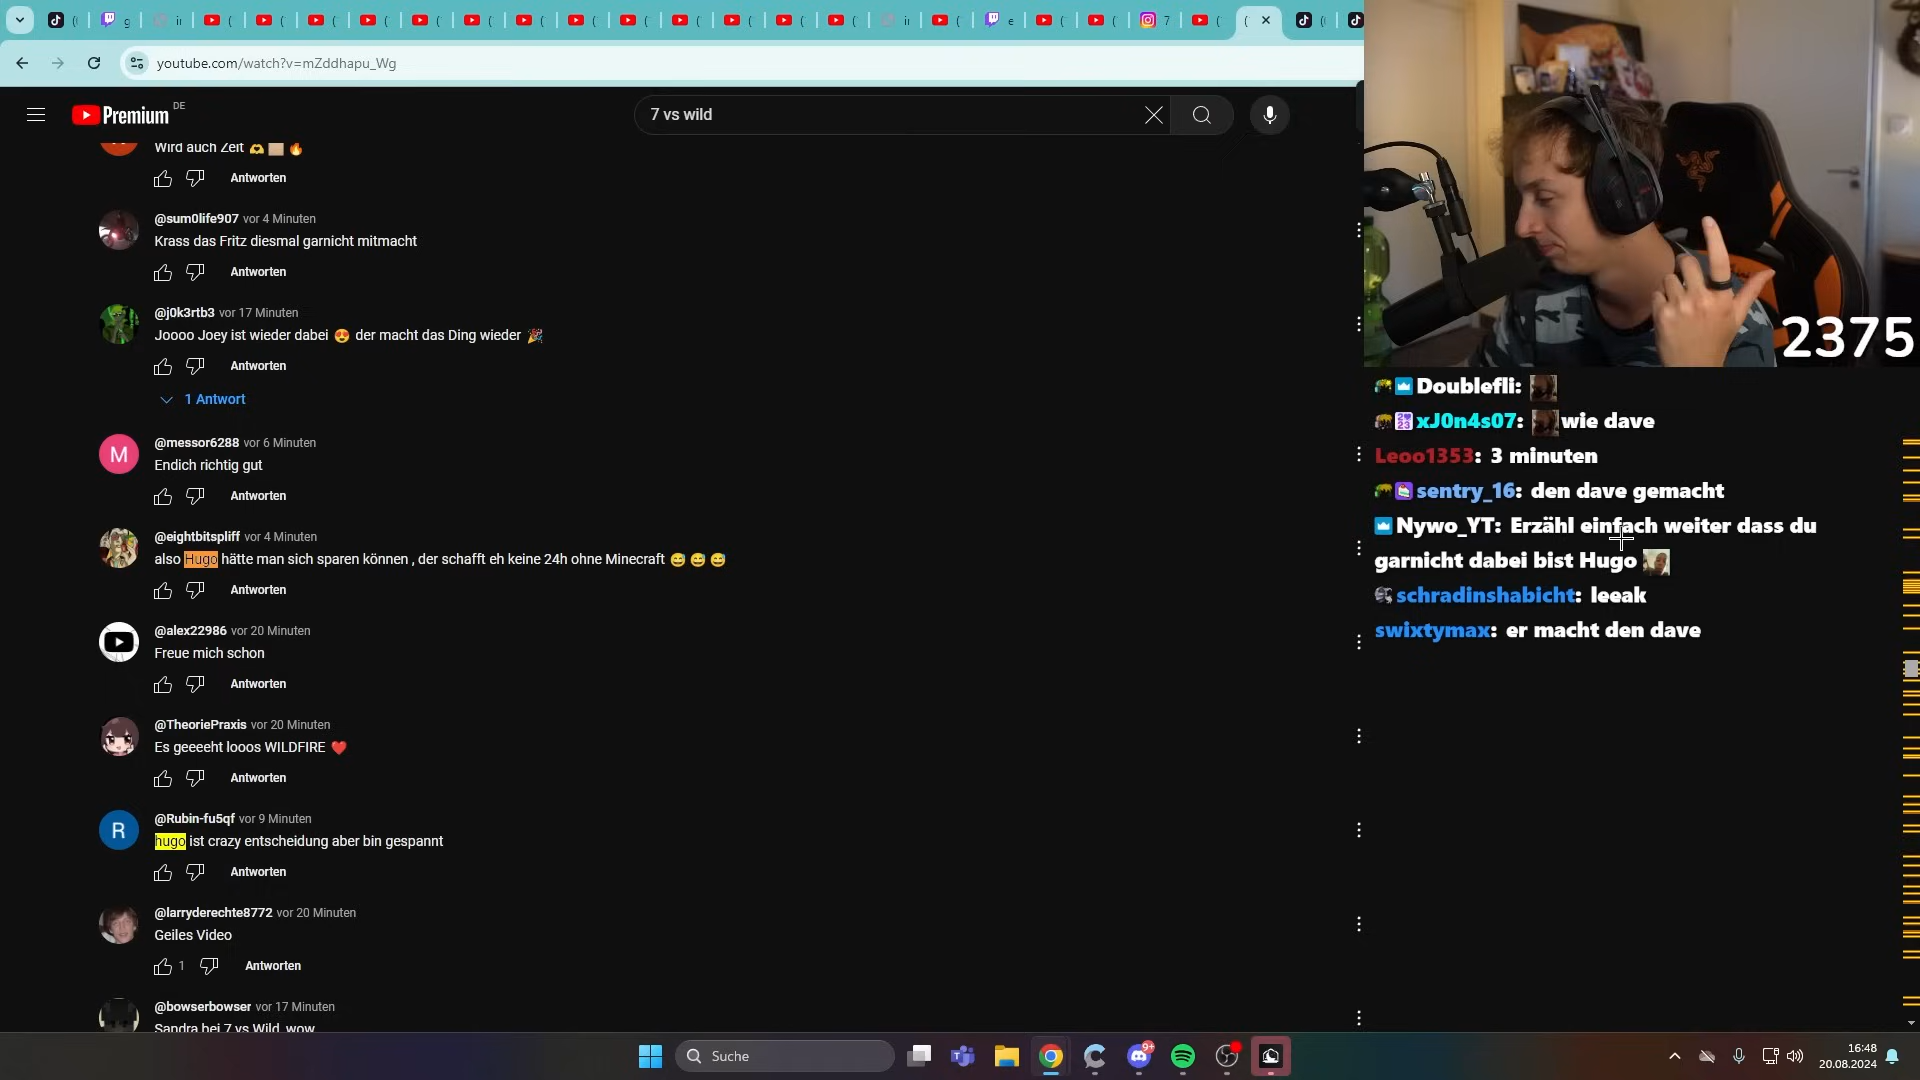 youtube.com/watch?v=mZddhapu_Wg
Premium DE
7 vs wild
Wird auch Zeit
Antworten
@sum0life907 vor 4 Minuten
Krass das Fritz diesmal garnicht mitmacht
Antworten
@j0k3rtb3 vor 17 Minuten
Joooo Joey ist wieder dabei 😍 der macht das Ding wieder 🎉
Antworten
1 Antwort
M
@messor6288 vor 6 Minuten
Endich richtig gut
Antworten
@eightbitspliff vor 4 Minuten
also Hugo hätte man sich sparen können , der schafft eh keine 24h ohne Minecraft 😅 😅 😅
Antworten
@alex22986 vor 20 Minuten
Freue mich schon
Antworten
@TheoriePraxis vor 20 Minuten
Es geeeeht looos WILDFIRE ❤️
Antworten
R
@Rubin-fu5qf vor 9 Minuten
hugo ist crazy entscheidung aber bin gespannt
Antworten
@larryderechte8772 vor 20 Minuten
Geiles Video
1 Antworten
@bowserbowser vor 17 Minuten
Sandra bei 7 vs Wild, wow
2375
Doublefli:
xJ0n4s07: wie dave
Leoo1353: 3 minuten
sentry_16: den dave gemacht
Nywo_YT: Erzähl einfach weiter dass du
garnicht dabei bist Hugo
schradinshabicht: leeak
swixtymax: er macht den dave
Suche
9+
16:48
20.08.2024